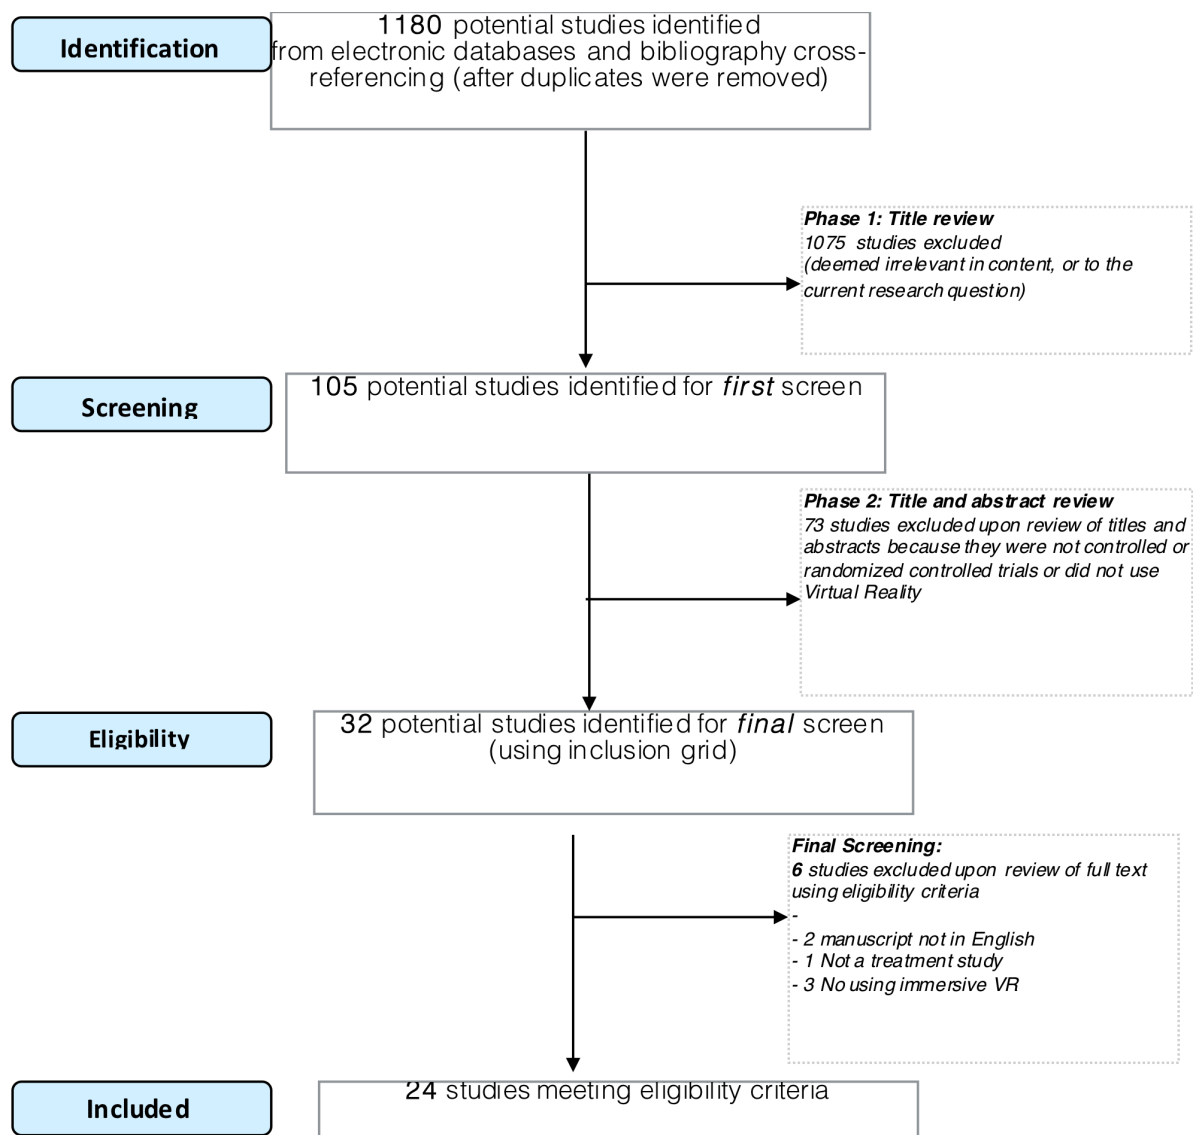 Identification
1180 potential studies identified
from electronic databases and bibliography cross-
referencing (after duplicates were removed)
Phase 1: Title review
1075 studies excluded
(deemed irrelevant in content, or to the
current research question)
Screening
105 potential studies identified for first screen
Phase 2: Title and abstract review
73 studies excluded upon review of titles and
abstracts because they were not controlled or
randomized controlled trials or did not use
Virtual Reality
Eligibility
32 potential studies identified for final screen
(using inclusion grid)
Final Screening:
6 studies excluded upon review of full text
using eligibility criteria
-
- 2 manuscript not in English
- 1 Not a treatment study
- 3 No using immersive VR
Included
24 studies meeting eligibility criteria